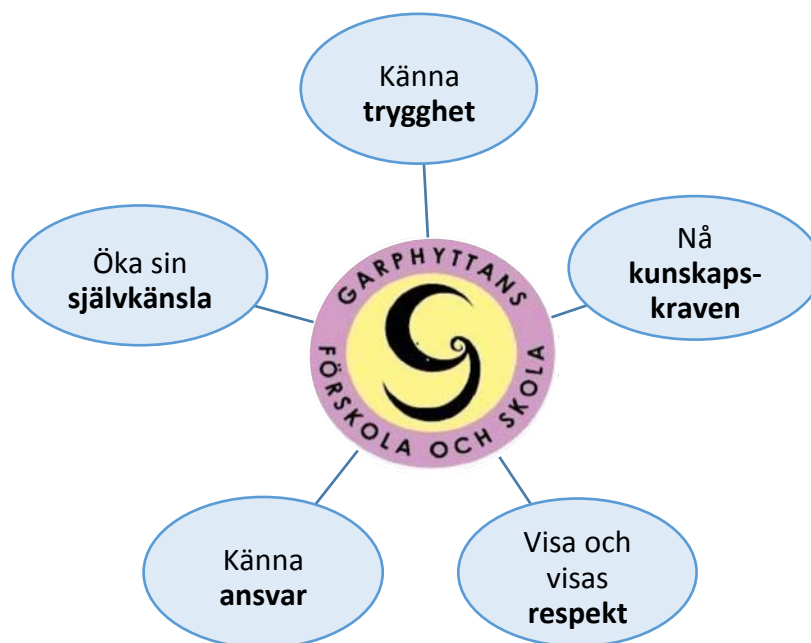 Känna
trygghet
Nå
kunskaps-
kraven
Visa och
visas
respekt
Känna
ansvar
Öka sin
självkänsla
GARPHYTTANS
FÖRSKOLA OCH SKOLA